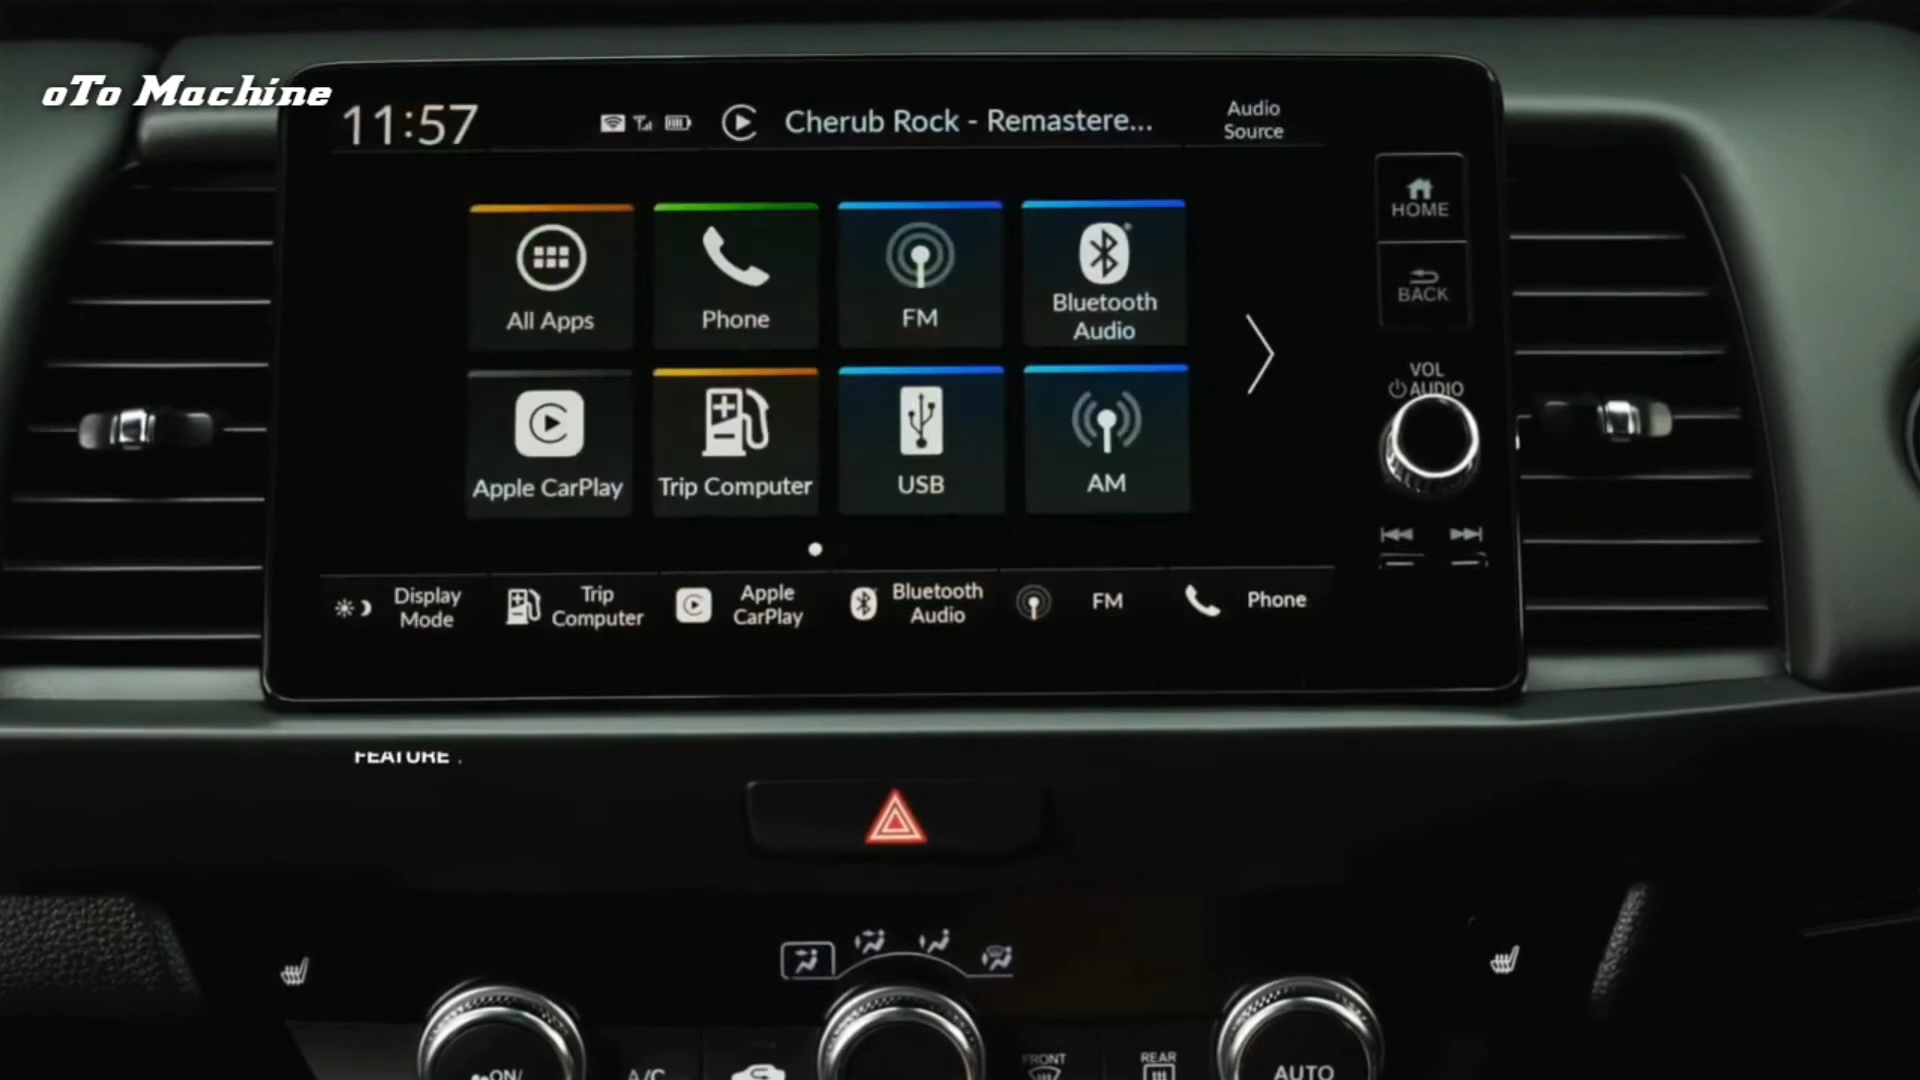 oTo Machine
11:57
Cherub Rock - Remastere...
Audio
Source
HOME
BACK
VOL
AUDIO
All Apps
Phone
FM
Bluetooth
Audio
Apple CarPlay
Trip Computer
USB
AM
Display
Mode
Trip
Computer
Apple
CarPlay
Bluetooth
Audio
FM
Phone
FEATURE .
ON/
A/C
FRONT
REAR
AUTO